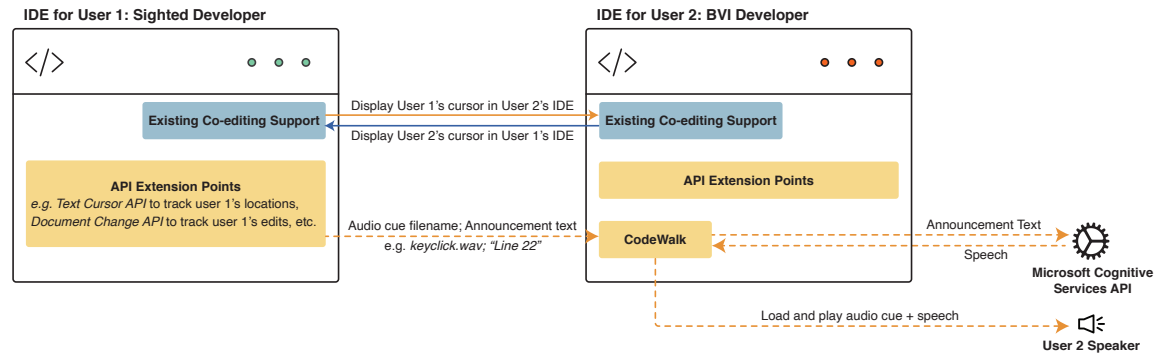 IDE for User 1: Sighted Developer
IDE for User 2: BVI Developer
</>
</>
Existing Co-editing Support
Display User 1's cursor in User 2's IDE
Display User 2's cursor in User 1's IDE
Existing Co-editing Support
API Extension Points
e.g. Text Cursor API to track user 1's locations,
Document Change API to track user 1's edits, etc.
API Extension Points
Audio cue filename; Announcement text
e.g. keyclick.wav; “Line 22”
CodeWalk
Announcement Text
Speech
Microsoft Cognitive
Services API
Load and play audio cue + speech
User 2 Speaker